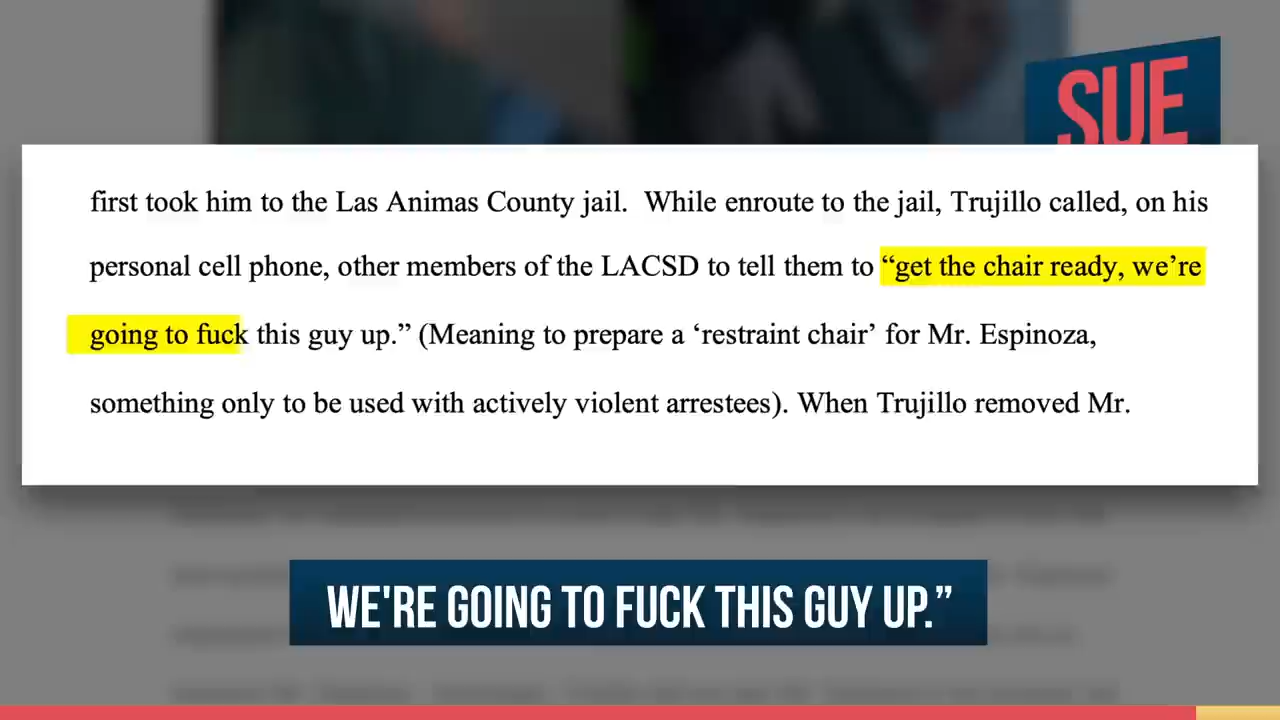 SUE
first took him to the Las Animas County jail.  While enroute to the jail, Trujillo called, on his
personal cell phone, other members of the LACSD to tell them to “get the chair ready, we’re
going to fuck this guy up.” (Meaning to prepare a ‘restraint chair’ for Mr. Espinoza,
something only to be used with actively violent arrestees). When Trujillo removed Mr.
WE'RE GOING TO FUCK THIS GUY UP.”